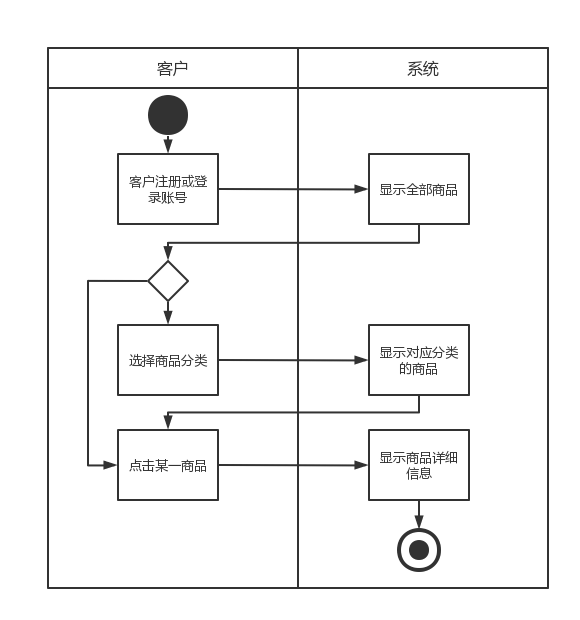 客户
系统
客户注册或登
录账号
显示全部商品
选择商品分类
显示对应分类
的商品
点击某一商品
显示商品详细
信息